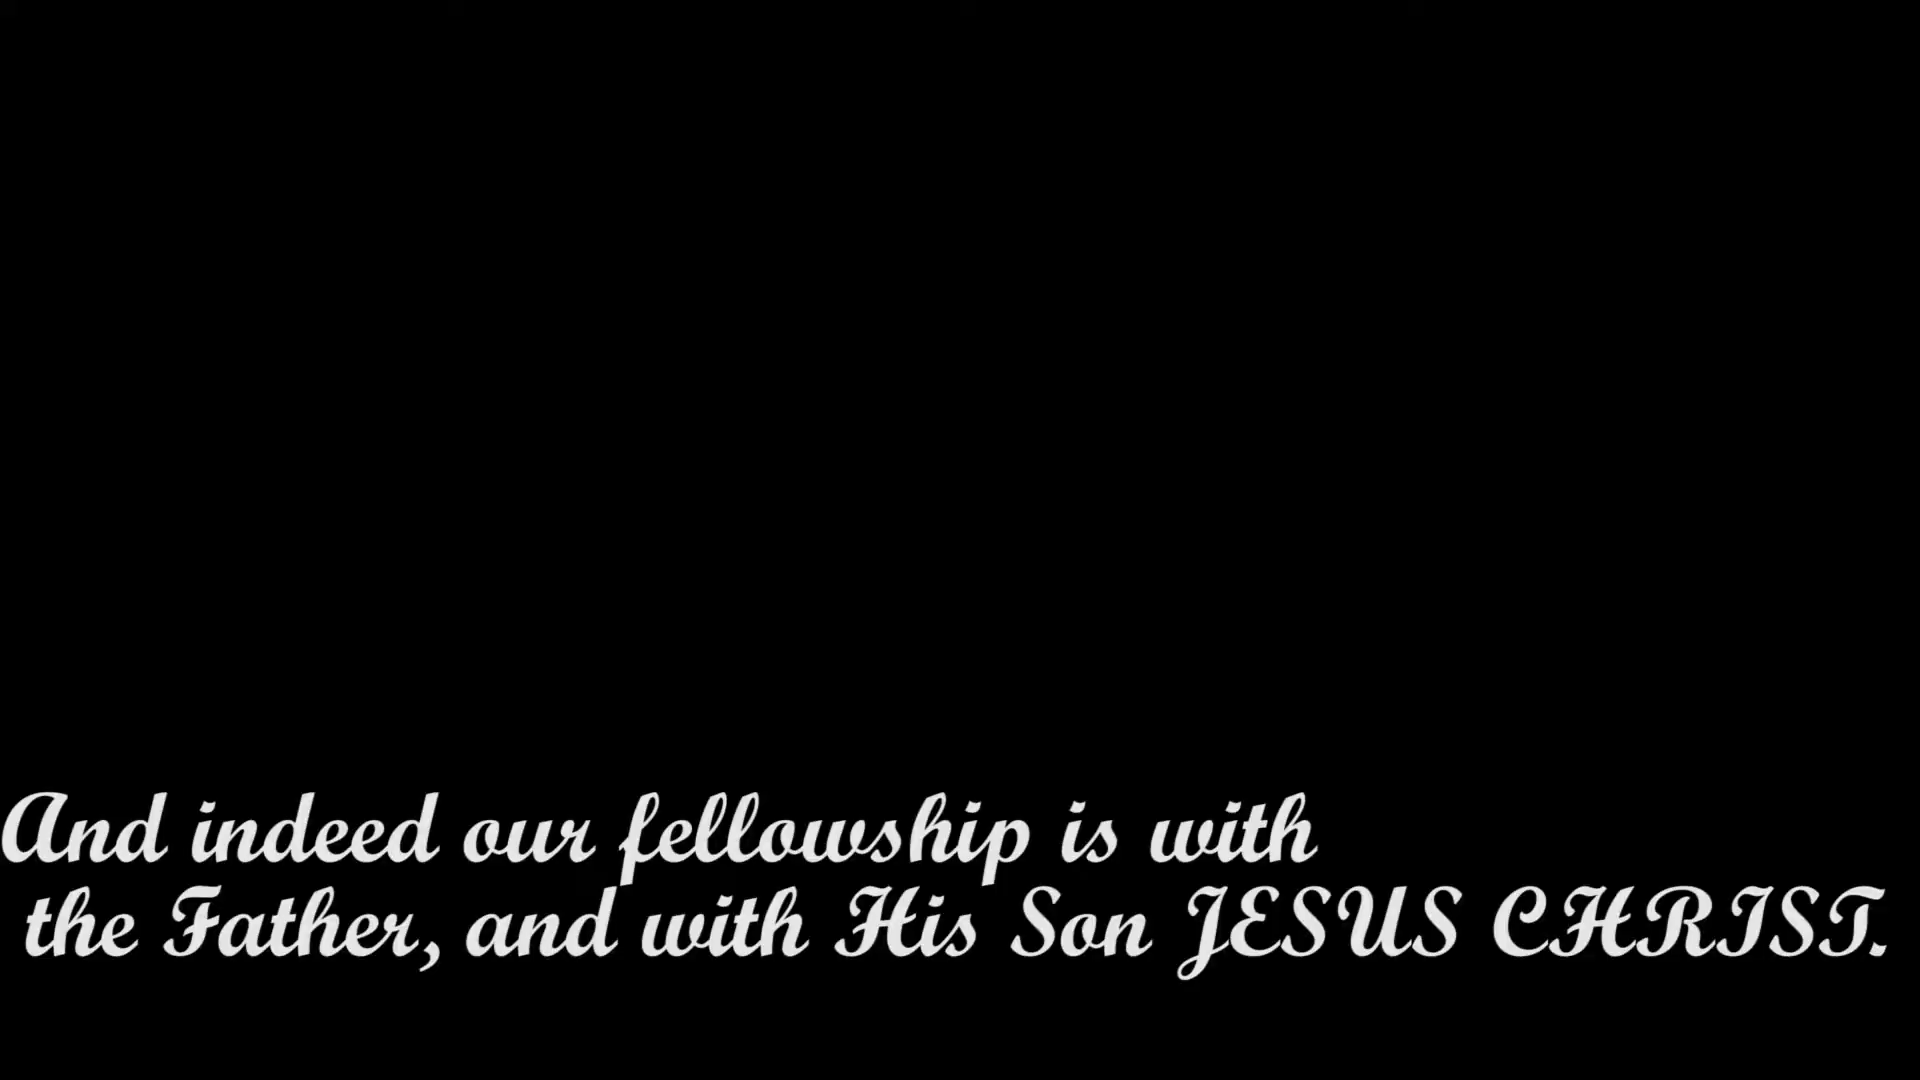 And indeed our fellowship is with
the Father, and with His Son JESUS CHRIST.